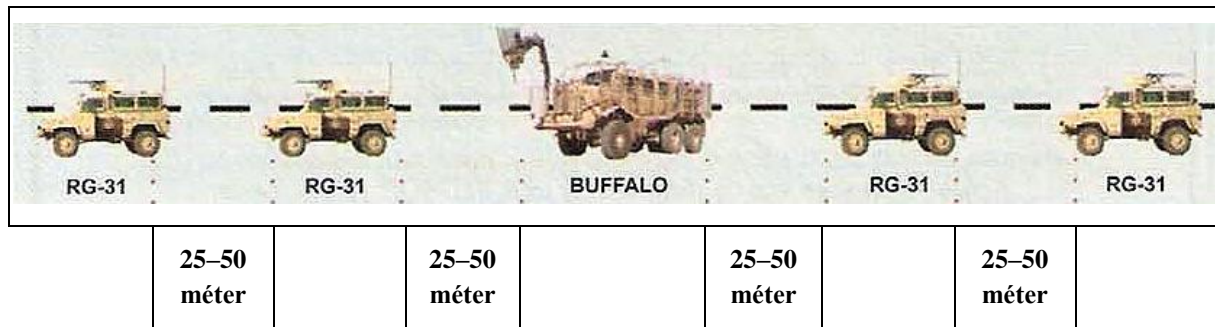 RG-31 RG-31 BUFFALO RG-31 RG-31
25–50 25–50 25–50 25–50
méter méter méter méter